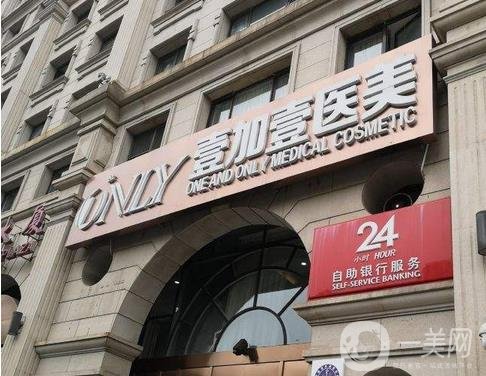 ONLY 壹加壹医美
ONE AND ONLY MEDICAL COSMETIC
夏
24
小时 HOUR
自助银行服务
SELF-SERVICE BANKING
一美网